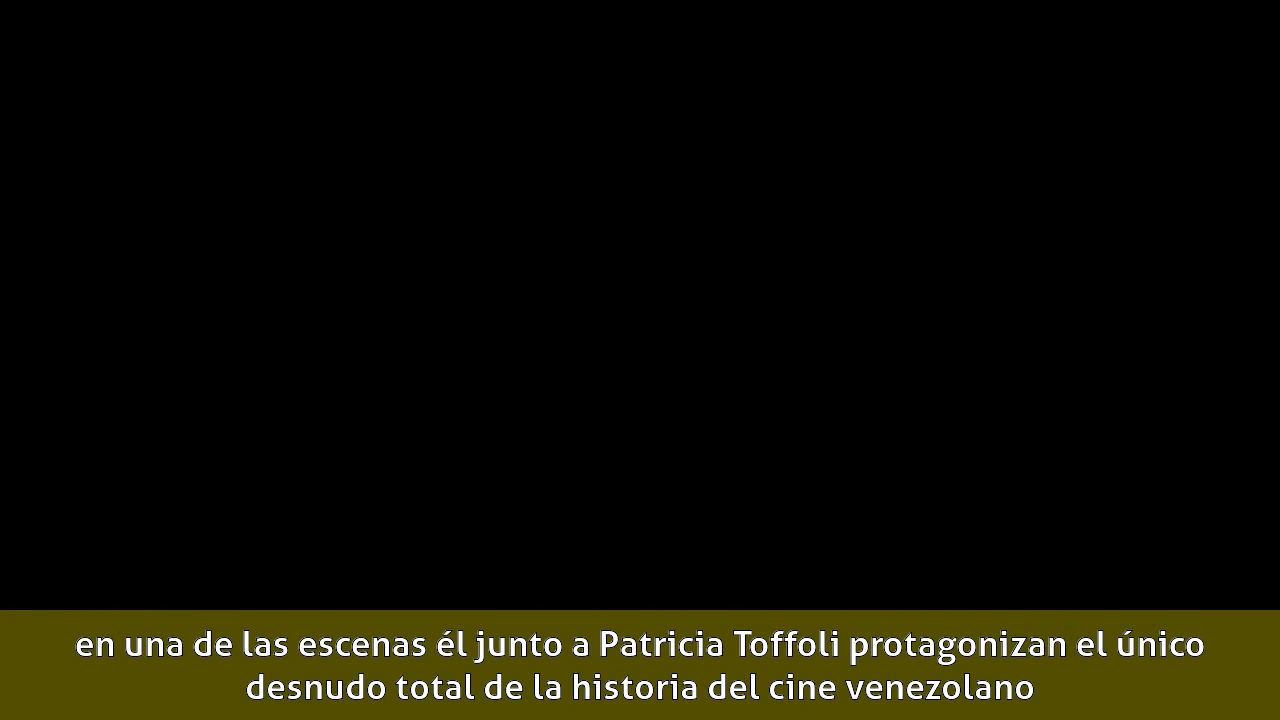 en una de las escenas él junto a Patricia Toffoli protagonizan el único
desnudo total de la historia del cine venezolano